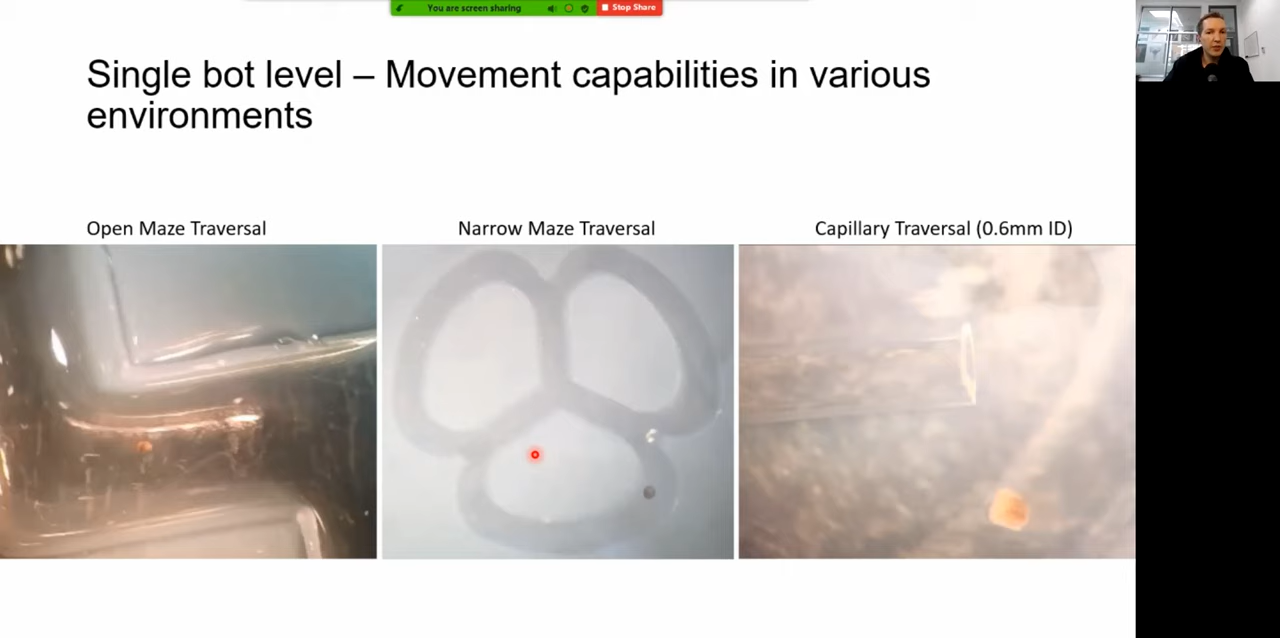 You are screen sharing
Stop Share
Single bot level – Movement capabilities in various
environments
Open Maze Traversal
Narrow Maze Traversal
Capillary Traversal (0.6mm ID)